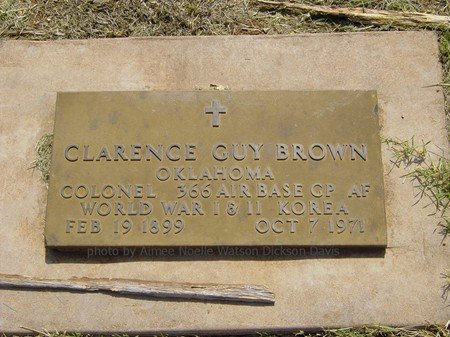 CLARENCE GUY BROWN
OKLAHOMA
COLONEL 366 AIR BASE GP AF
WORLD WAR I & II KOREA
FEB 19 1899 OCT 7 1971
photo by Aimee Noelle Watson Dickson Davis